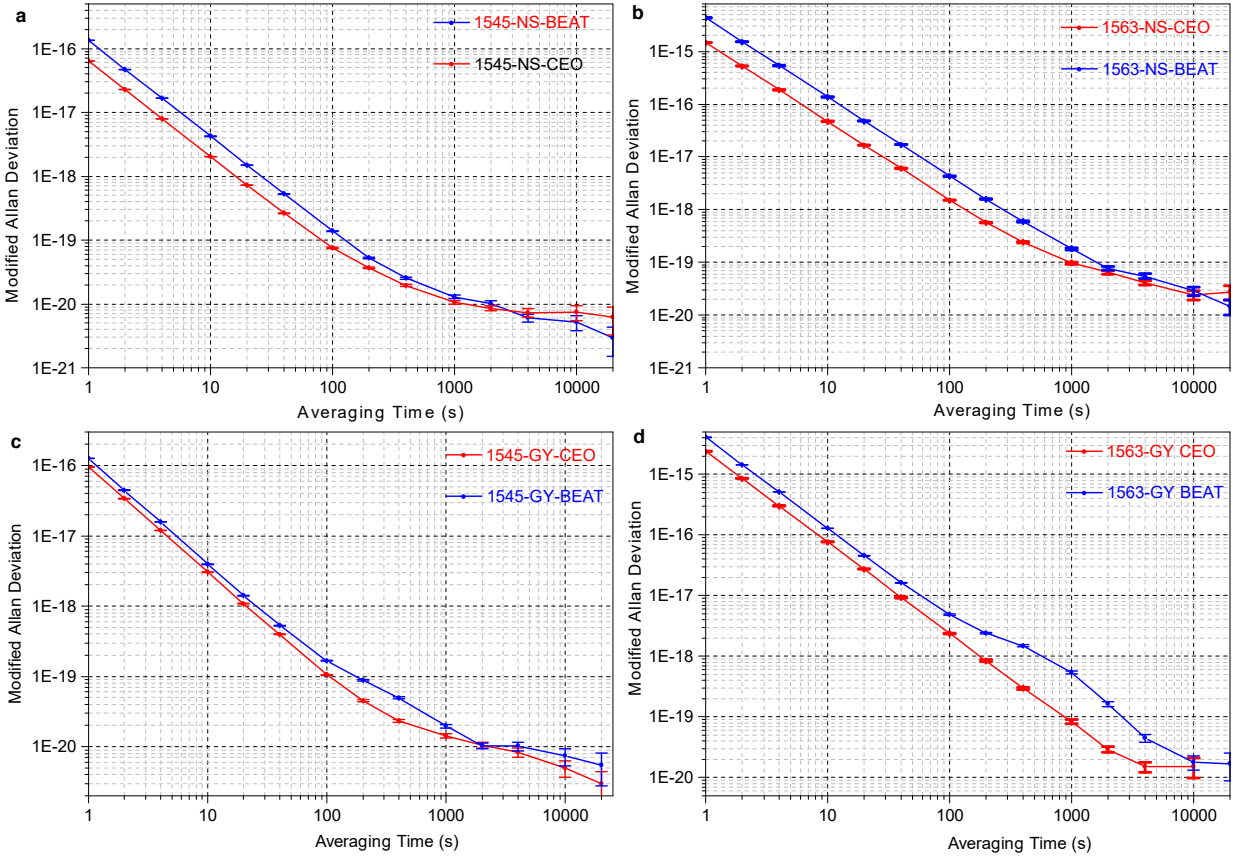 a
1545-NS-BEAT
1545-NS-CEO
Modified Allan Deviation
1E-16
1E-17
1E-18
1E-19
1E-20
1E-21
1 10 100 1000 10000
Averaging Time (s)
b
1563-NS-CEO
1563-NS-BEAT
Modified Allan Deviation
1E-15
1E-16
1E-17
1E-18
1E-19
1E-20
1E-21
1 10 100 1000 10000
Averaging Time (s)
c
1545-GY-CEO
1545-GY-BEAT
Modified Allan Deviation
1E-16
1E-17
1E-18
1E-19
1E-20
1 10 100 1000 10000
Averaging Time (s)
d
1563-GY CEO
1563-GY BEAT
Modified Allan Deviation
1E-15
1E-16
1E-17
1E-18
1E-19
1E-20
1 10 100 1000 10000
Averaging Time (s)